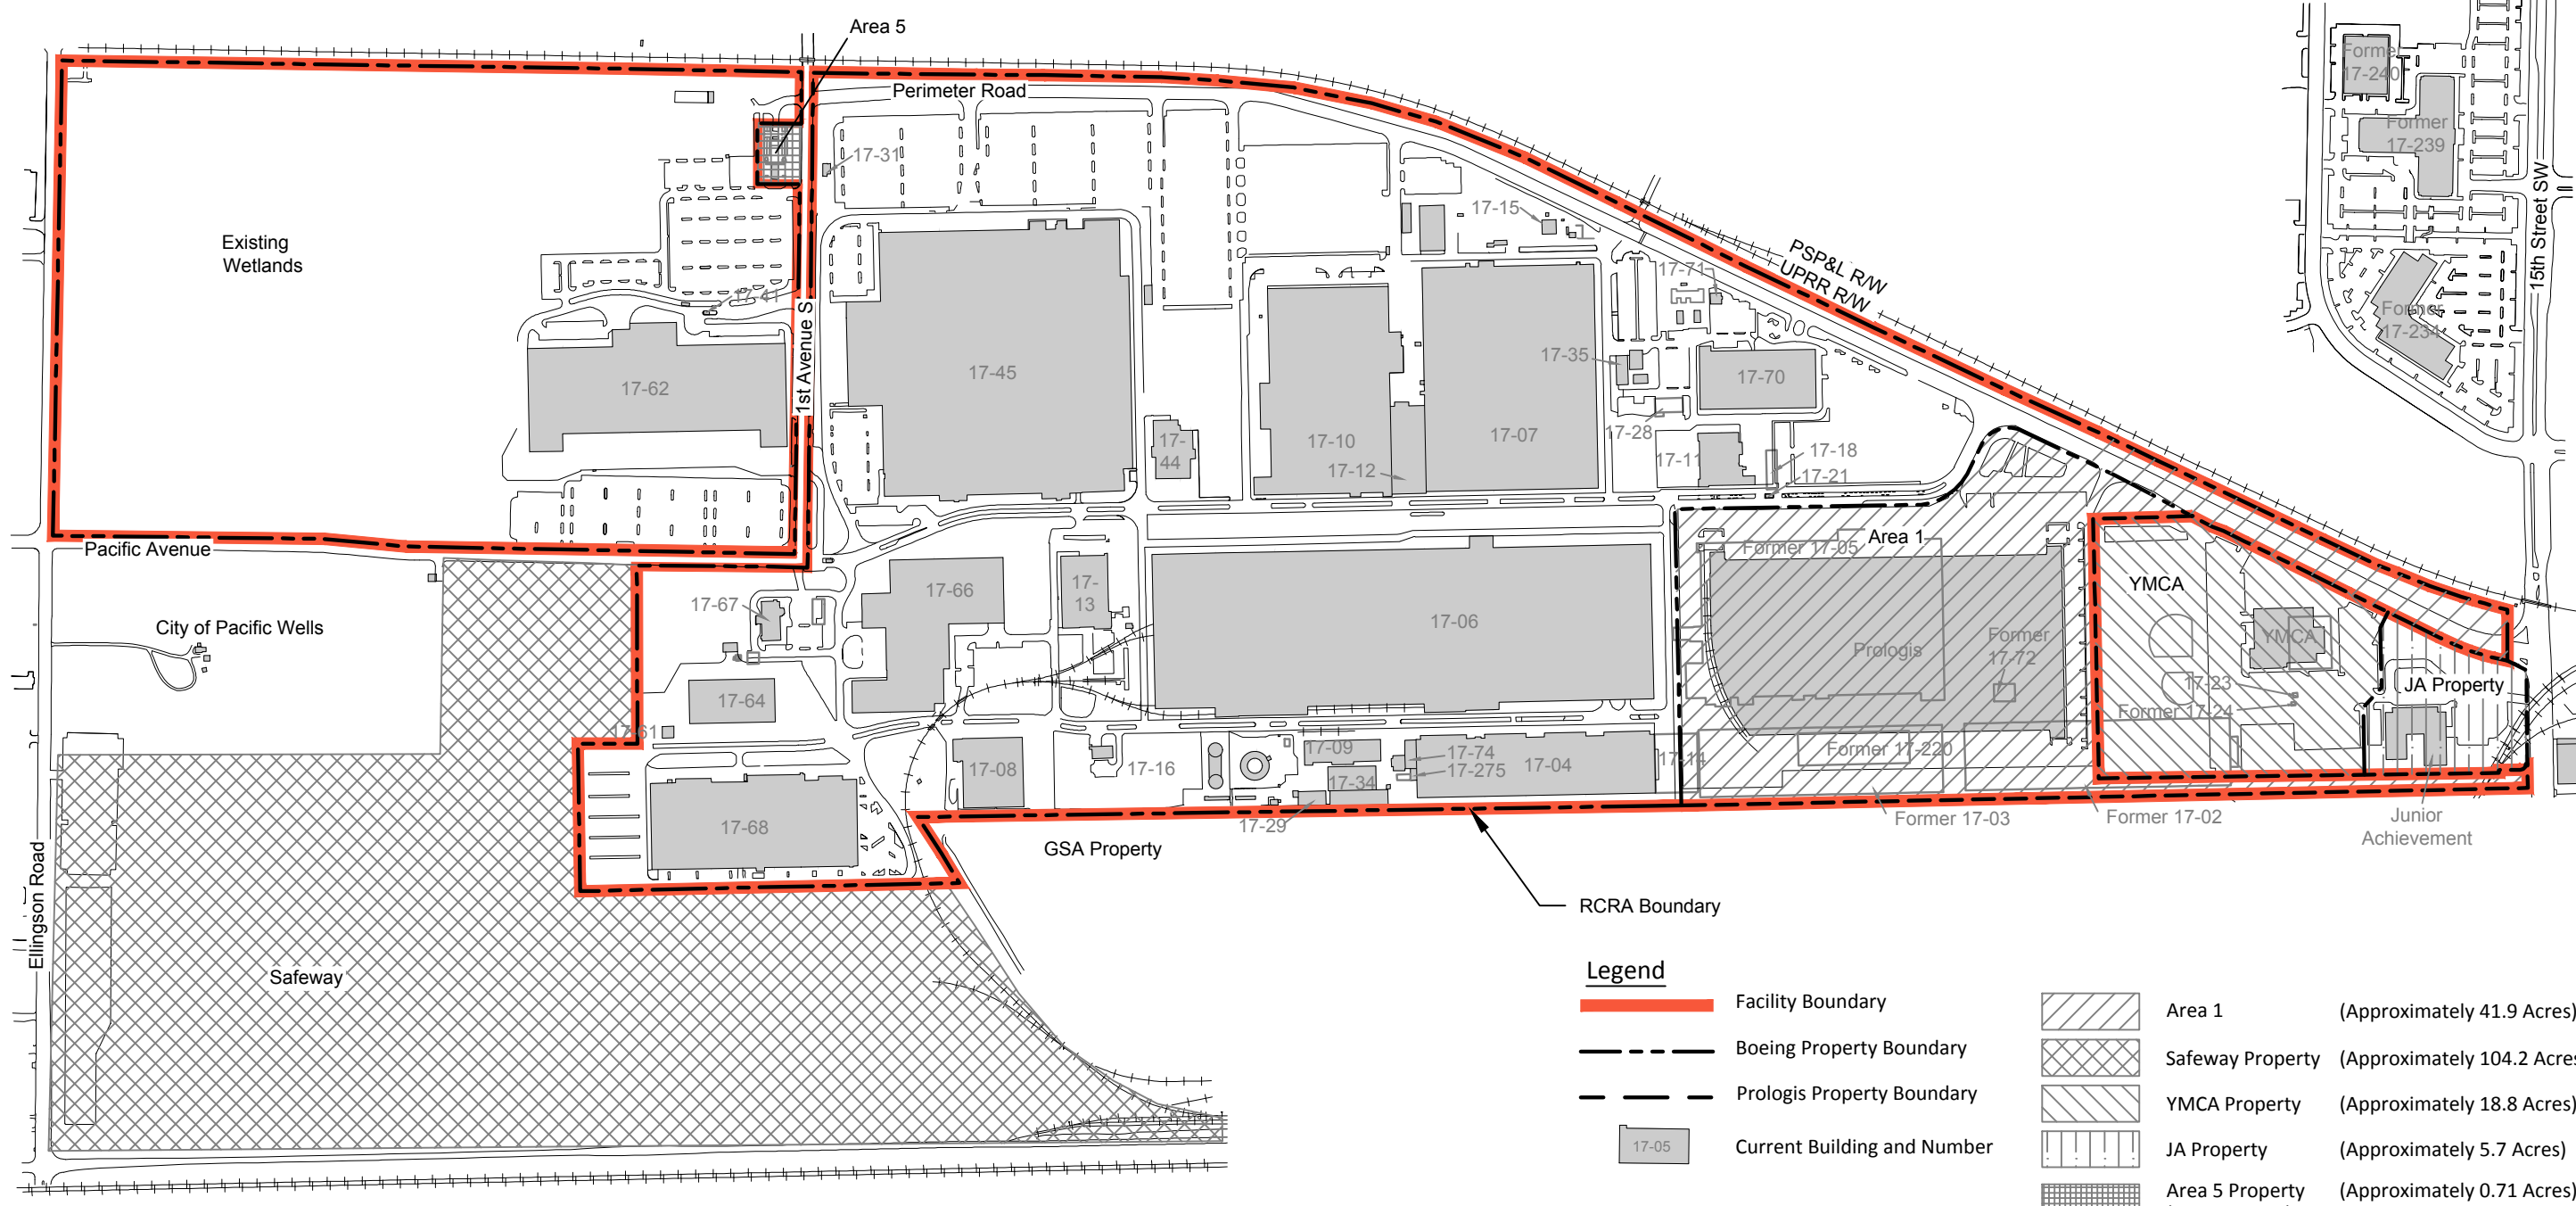 Area 5
Former
17-240
Perimeter Road
Former
17-239
17-31
15th Street SW
17-15
Existing
Wetlands
PSP&L R/W
UPRR R/W
17-71
17-41
Former
17-234
1st Avenue S
17-35
17-62
17-45
17-70
17-28
17-10
17-07
17-
44
17-12
17-11
17-18
17-21
Pacific Avenue
Area 1
Former 17-05
17-66
17-
13
YMCA
17-67
City of Pacific Wells
17-06
Former
17-72
Prologis
YMCA
17-23
JA Property
17-64
Former 17-24
17-61
17-09
17-74
17-14
Former 17-220
17-08
17-16
17-275
17-04
17-34
17-68
17-29
Former 17-03
Former 17-02
Junior
Achievement
GSA Property
Ellingson Road
RCRA Boundary
Safeway
Legend
Facility Boundary
Boeing Property Boundary
Prologis Property Boundary
17-05
Current Building and Number
Area 1 (Approximately 41.9 Acres)
Safeway Property (Approximately 104.2 Acres
YMCA Property (Approximately 18.8 Acres)
JA Property (Approximately 5.7 Acres)
Area 5 Property (Approximately 0.71 Acres)